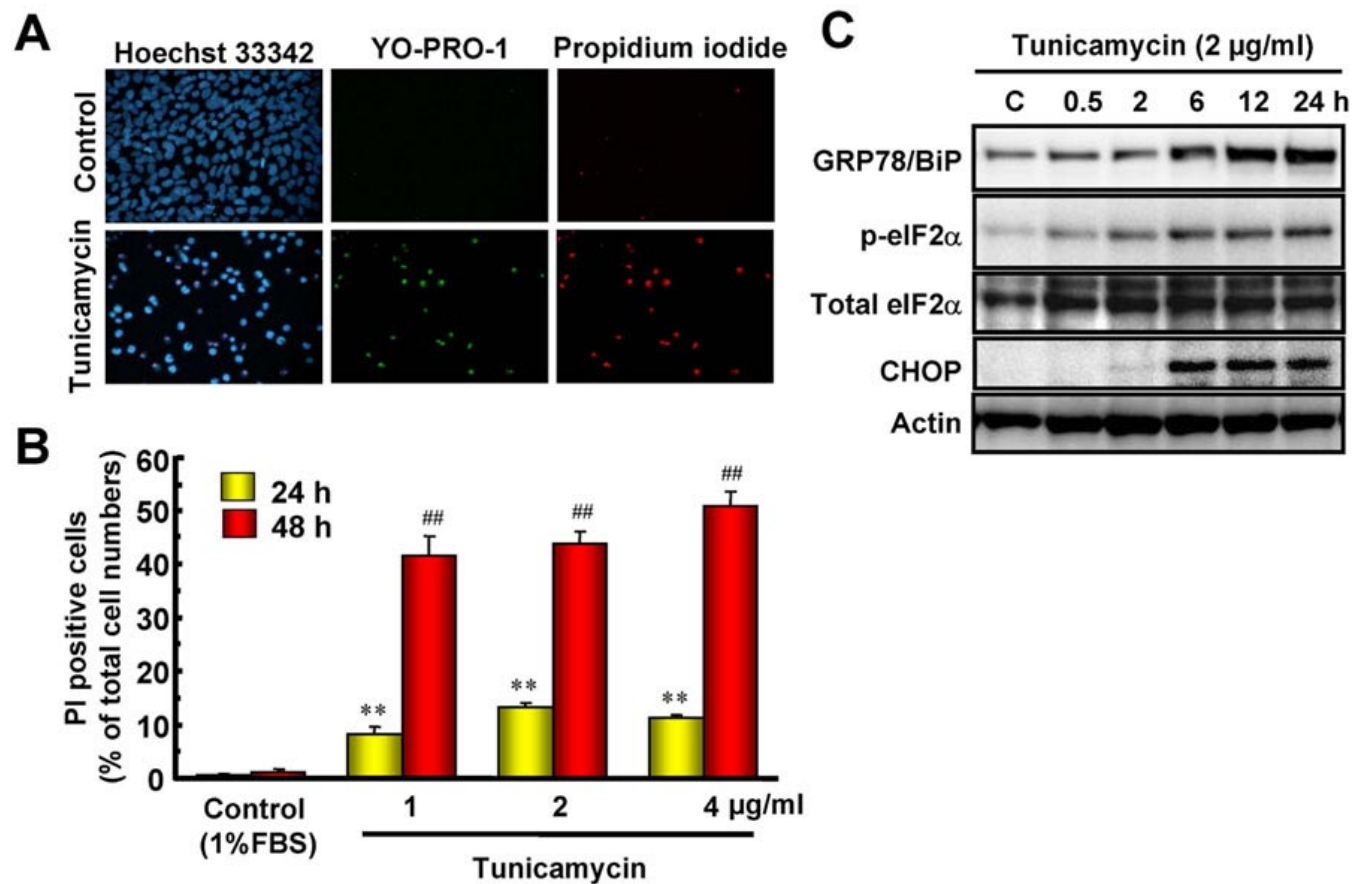 A
Hoechst 33342 YO-PRO-1 Propidium iodide
Control
Tunicamycin
B
PI positive cells
(% of total cell numbers)
60
50
40
30
20
10
0
24 h
48 h
** ## ** ## ** ##
Control 1 2 4 µg/ml
(1%FBS)
Tunicamycin
C
Tunicamycin (2 µg/ml)
C 0.5 2 6 12 24 h
GRP78/BiP
p-eIF2α
Total eIF2α
CHOP
Actin